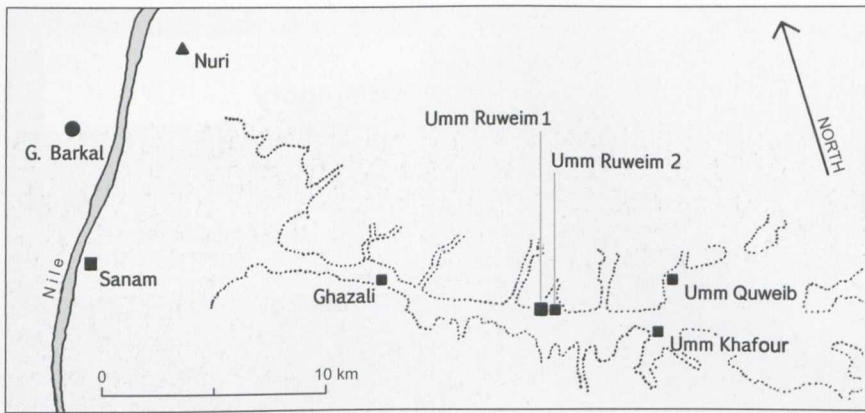 Nuri
G. Barkal
Umm Ruweim 1
Umm Ruweim 2
NORTH
Nile
Sanam
Ghazali
Umm Quweib
Umm Khafour
0 10 km